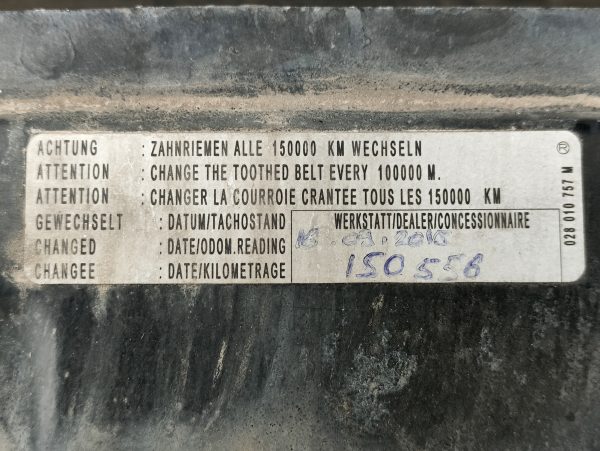 ACHTUNG : ZAHNRIEMEN ALLE 150000 KM WECHSELN
ATTENTION : CHANGE THE TOOTHED BELT EVERY 100000 M.
ATTENTION : CHANGER LA COURROIE CRANTEE TOUS LES 150000 KM
GEWECHSELT : DATUM/TACHOSTAND WERKSTATT/DEALER/CONCESSIONNAIRE
CHANGED : DATE/ODOM.READING
CHANGEE : DATE/KILOMETRAGE 150556
028 010 757 M ®